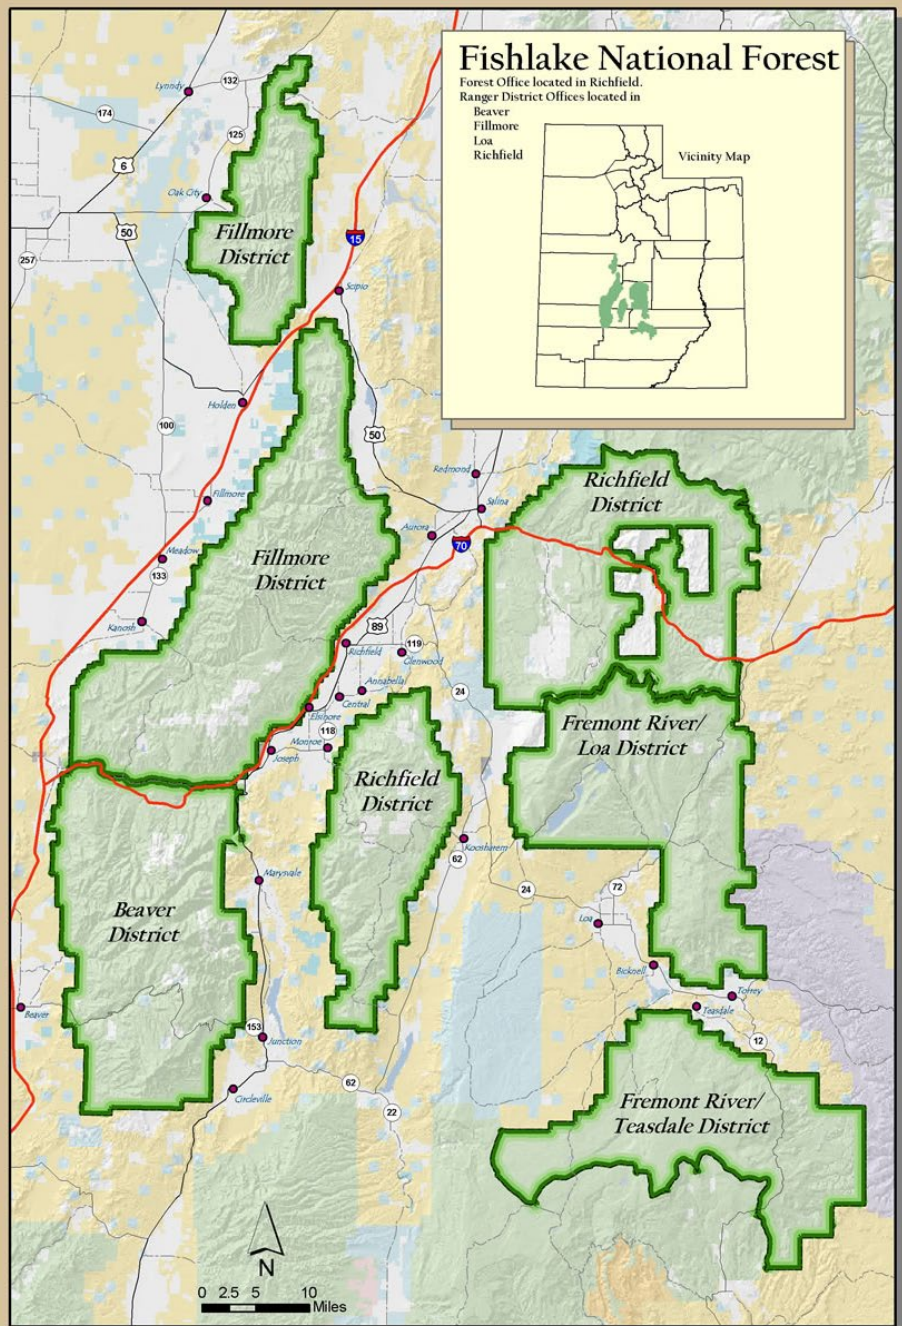 Fishlake National Forest
Forest Office located in Richfield.
Ranger District Offices located in
Beaver
Fillmore
Loa
Richfield
Vicinity Map
Lynndyl
132
174
125
6
Oak City
50
Fillmore
District
15
257
Scipio
Holden
100
50
Redmond
Richfield
District
Salina
Fillmore
Aurora
70
Meadow
Fillmore
District
133
Kanosh
89
119
Richfield
Glenwood
Annabella
24
Central
Elsinore
118
Monroe
Joseph
Fremont River/
Loa District
Richfield
District
Koosharem
62
Marysvale
24
72
Beaver
District
Loa
Bicknell
Torrey
Teasdale
Beaver
153
Junction
12
62
Circleville
22
Fremont River/
Teasdale District
N
0 2.5 5 10
Miles